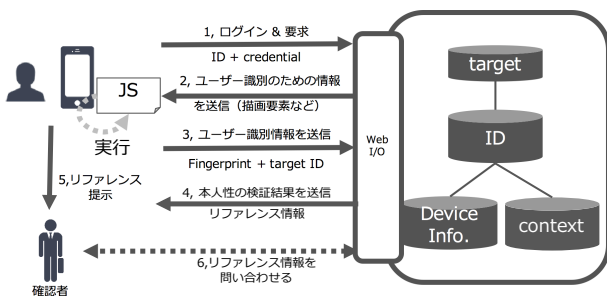 1, ログイン & 要求
ID + credential
2, ユーザー識別のための情報
を送信（描画要素など）
JS
実行
3, ユーザー識別情報を送信
Fingerprint + target ID
4, 本人性の検証結果を送信
リファレンス情報
5,リファレンス
提示
6,リファレンス情報を
問い合わせる
確認者
Web
I/O
target
ID
Device
Info.
context